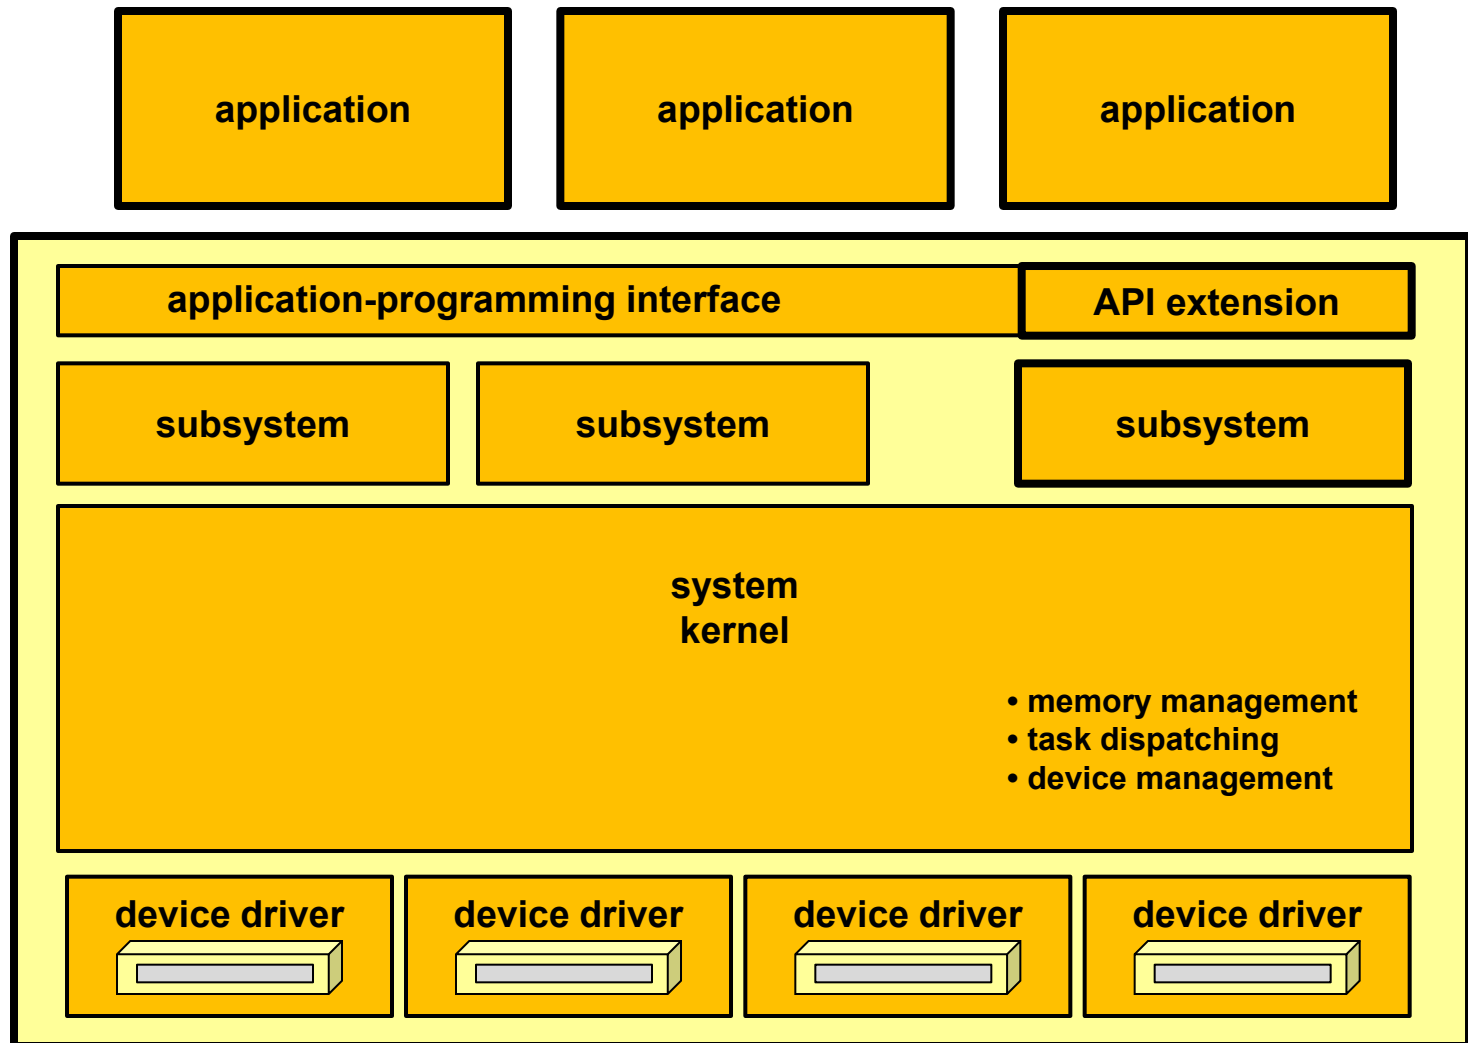 application
application
application
application-programming interface
API extension
subsystem
subsystem
subsystem
system
kernel
• memory management
• task dispatching
• device management
device driver
device driver
device driver
device driver